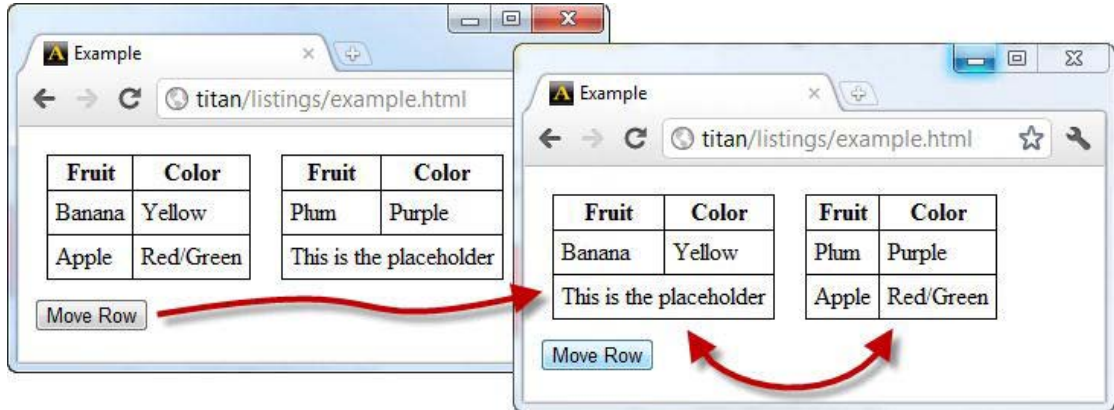 Example
titan/listings/example.html
Fruit Color Fruit Color
Banana Yellow Plum Purple
Apple Red/Green This is the placeholder
Move Row
Example
titan/listings/example.html
Fruit Color Fruit Color
Banana Yellow Plum Purple
This is the placeholder Apple Red/Green
Move Row